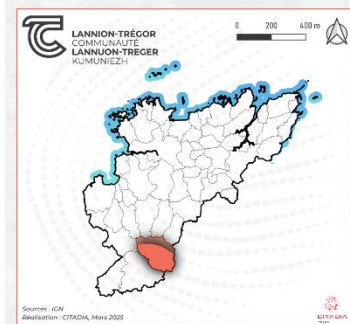 0 200 400 m
LANNION-TRÉGOR
COMMUNAUTÉ
LANNUON-TREGER
KUMUNIEZH
Sources : IGN
Réalisation : CITADIA, Mars 2025
CITADIA